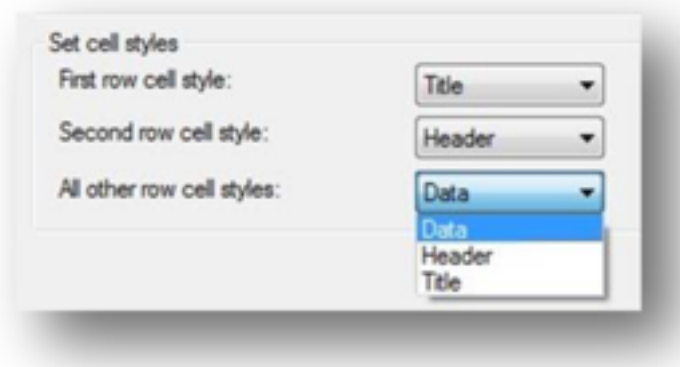 Set cell styles
First row cell style: Title
Second row cell style: Header
All other row cell styles: Data
Data
Header
Title